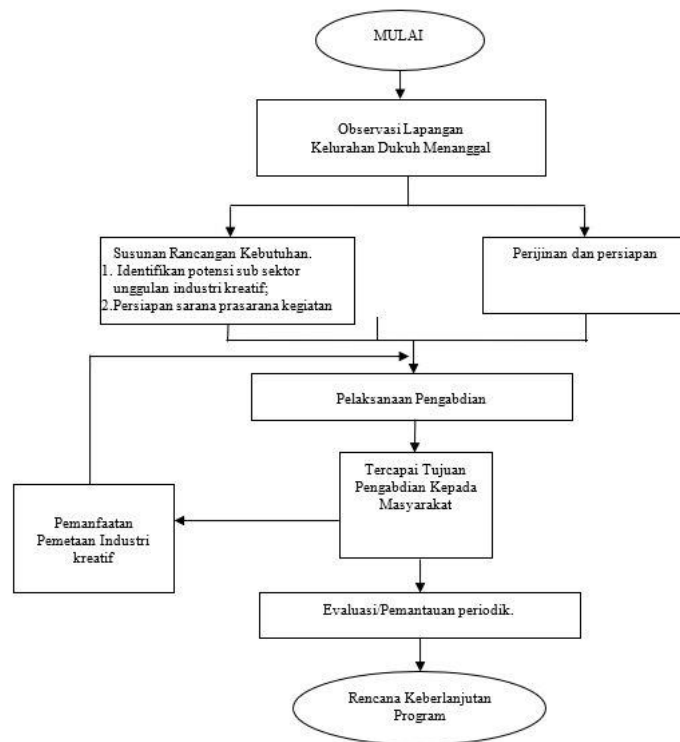 MULAI
Observasi Lapangan
Kelurahan Dukuh Menanggal
Susunan Rancangan Kebutuhan.
1. Identifikan potensi sub sektor
unggulan industri kreatif;
2.Persiapan sarana prasarana kegiatan
Perijinan dan persiapan
Pelaksanaan Pengabdian
Tercapai Tujuan
Pengabdian Kepada
Masyarakat
Pemanfaatan
Pemetaan Industri
kreatif
Evaluasi/Pemantauan periodik.
Rencana Keberlanjutan
Program